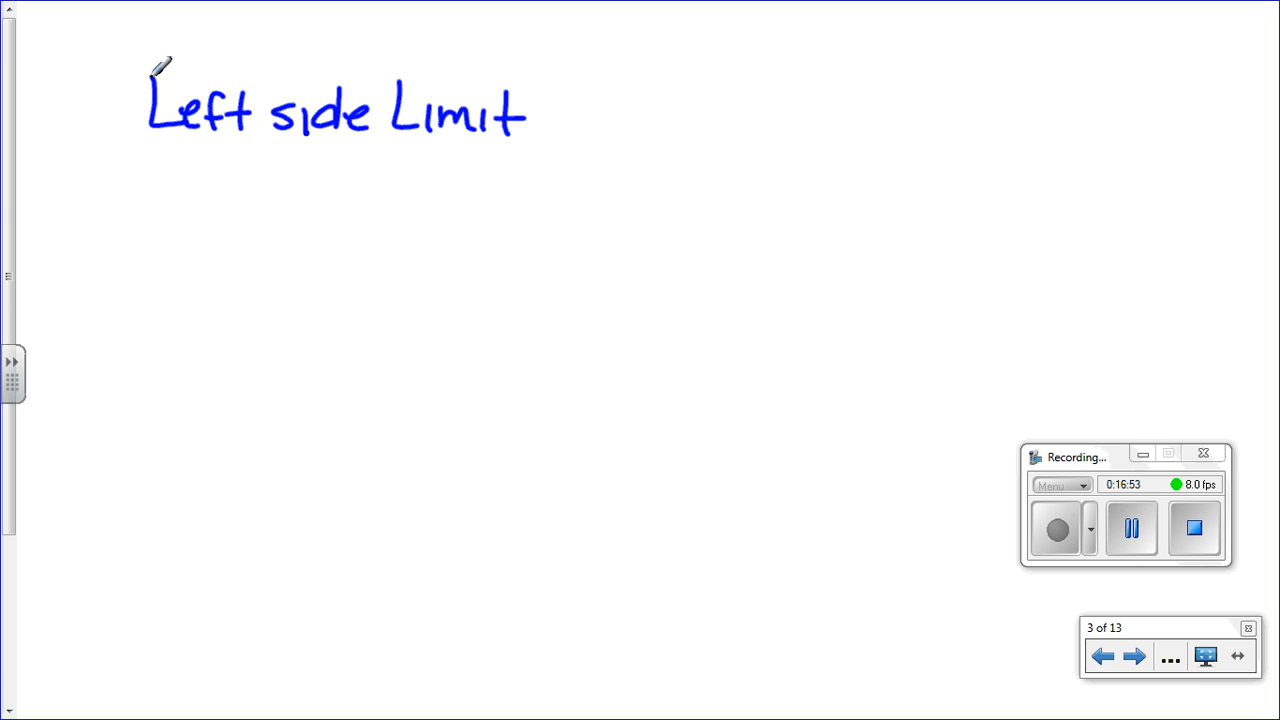 Left side Limit
Recording...
Menu
0:16:53
8.0 fps
3 of 13
...